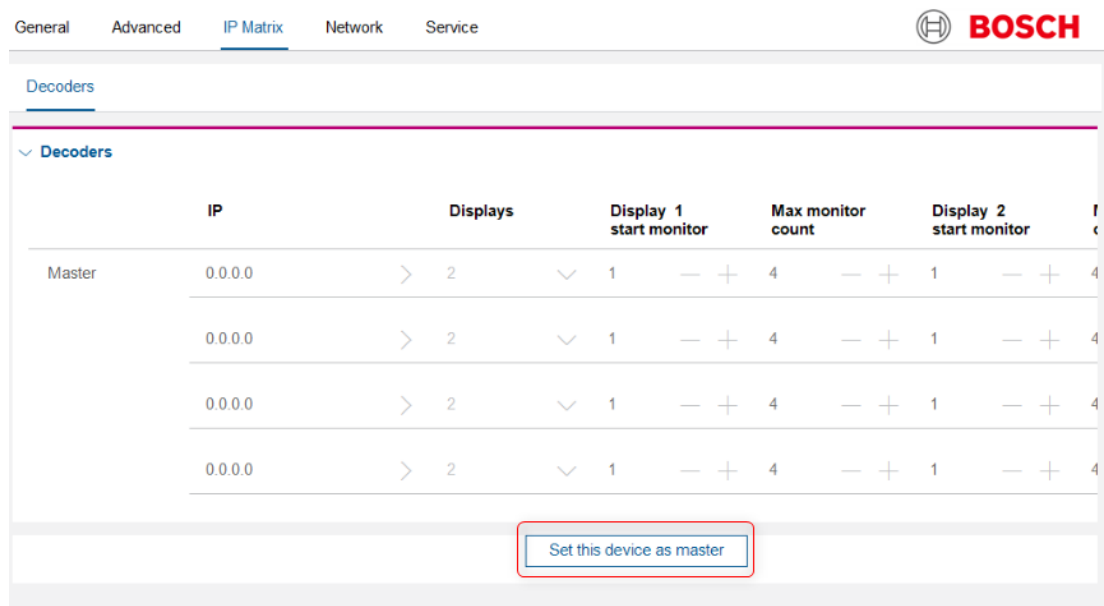 General Advanced IP Matrix Network Service BOSCH
Decoders
Decoders
IP Displays Display 1 start monitor Max monitor count Display 2 start monitor
Master 0.0.0.0 2 1 4 1 4
0.0.0.0 2 1 4 1 4
0.0.0.0 2 1 4 1 4
0.0.0.0 2 1 4 1 4
Set this device as master